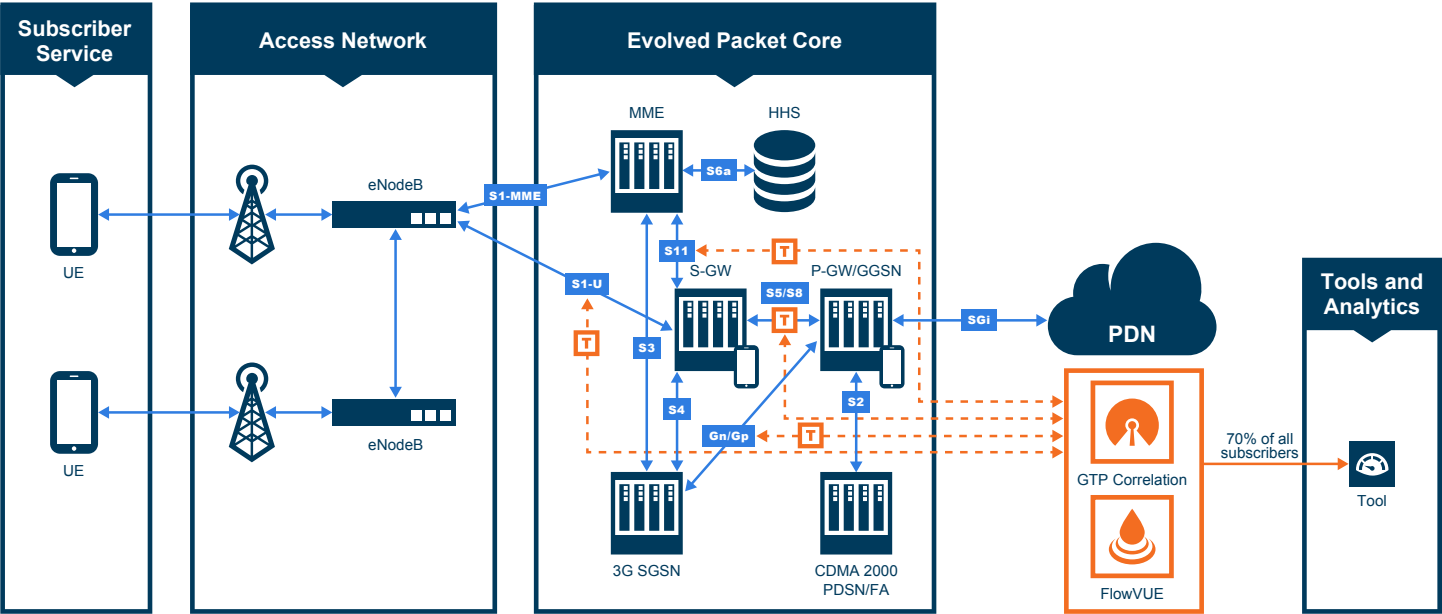 Subscriber
Service
Access Network
Evolved Packet Core
MME
HHS
eNodeB
S6a
S1-MME
UE
S11
T
S-GW
P-GW/GGSN
S1-U
S5/S8
T
SGi
PDN
Tools and
Analytics
T
S3
S4
S2
Gn/Gp
T
eNodeB
UE
GTP Correlation
70% of all
subscribers
Tool
3G SGSN
CDMA 2000
PDSN/FA
FlowVUE